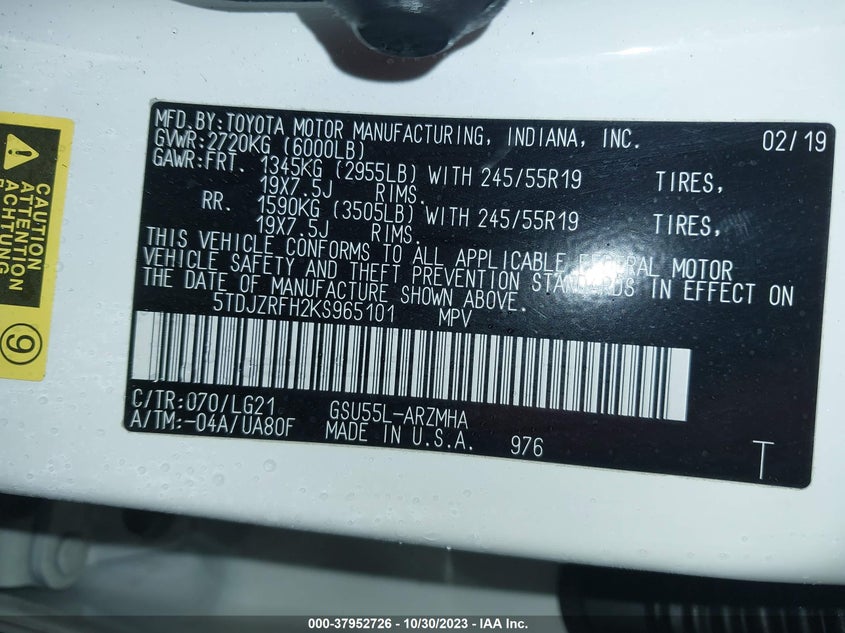 MFD.BY:TOYOTA MOTOR MANUFACTURING, INDIANA, INC. 02/19
GVWR:2720KG (6000LB)
GAWR:FRT. 1345KG (2955LB) WITH 245/55R19 TIRES,
19X7.5J RIMS.
RR. 1590KG (3505LB) WITH 245/55R19 TIRES,
19X7.5J RIMS.
THIS VEHICLE CONFORMS TO ALL APPLICABLE FEDERAL MOTOR
VEHICLE SAFETY AND THEFT PREVENTION STANDARDS IN EFFECT ON
THE DATE OF MANUFACTURE SHOWN ABOVE.
5TDJZRFH2KS965101 MPV
C/TR:070/LG21 GSU55L-ARZMHA
A/TM:-04A/UA80F MADE IN U.S.A. 976 T
CAUTION
ATTENTION
ACHTUNG
9
000-37952726 - 10/30/2023 - IAA Inc.